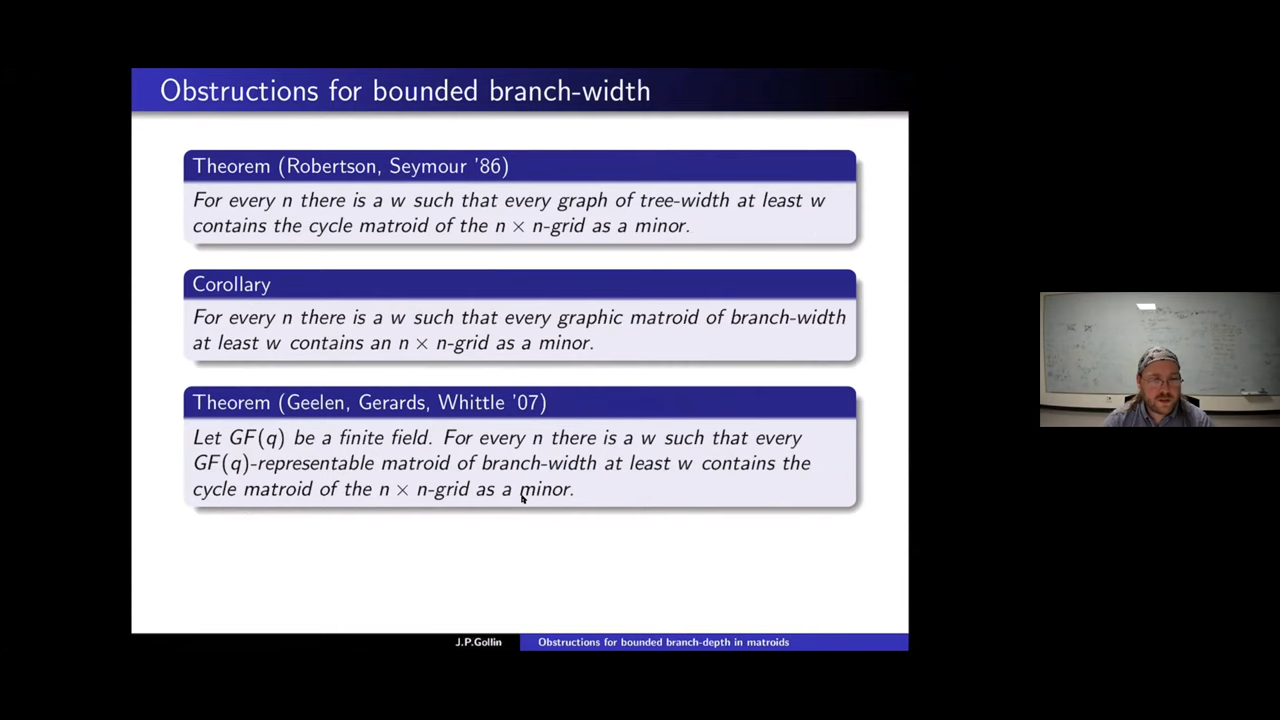 Obstructions for bounded branch-width
Theorem (Robertson, Seymour '86)
For every n there is a w such that every graph of tree-width at least w
contains the cycle matroid of the n × n-grid as a minor.
Corollary
For every n there is a w such that every graphic matroid of branch-width
at least w contains an n × n-grid as a minor.
Theorem (Geelen, Gerards, Whittle '07)
Let GF(q) be a finite field. For every n there is a w such that every
GF(q)-representable matroid of branch-width at least w contains the
cycle matroid of the n × n-grid as a minor.
J.P.Gollin
Obstructions for bounded branch-depth in matroids